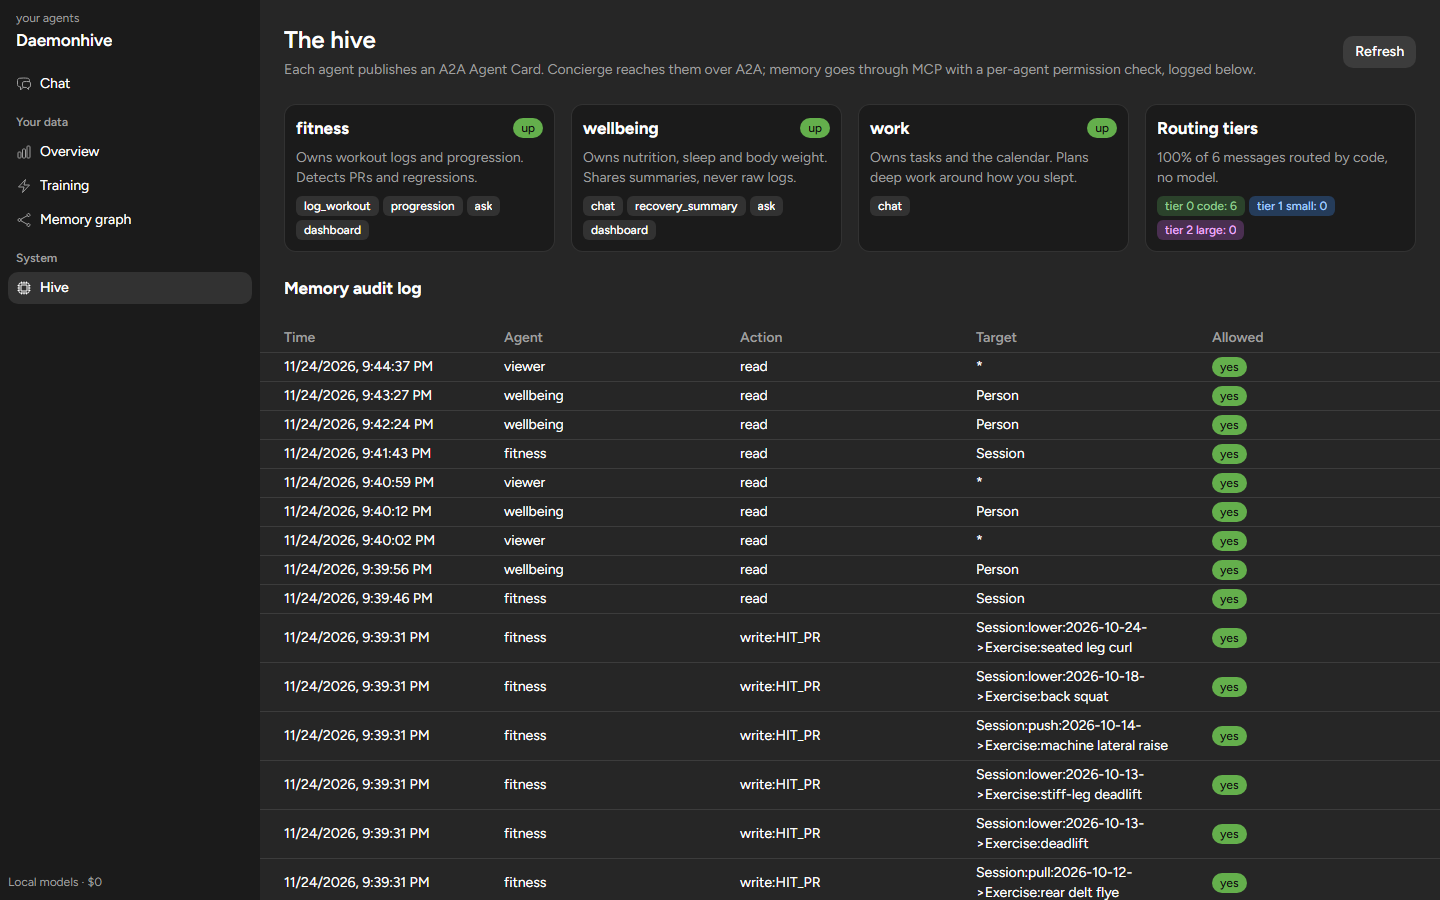 your agents
Daemonhive
Chat
Your data
Overview
Training
Memory graph
System
Hive
Local models · $0
The hive
Each agent publishes an A2A Agent Card. Concierge reaches them over A2A; memory goes through MCP with a per-agent permission check, logged below.
Refresh
fitness
up
Owns workout logs and progression.
Detects PRs and regressions.
log_workout progression ask
dashboard
wellbeing
up
Owns nutrition, sleep and body weight.
Shares summaries, never raw logs.
chat recovery_summary ask
dashboard
work
up
Owns tasks and the calendar. Plans
deep work around how you slept.
chat
Routing tiers
100% of 6 messages routed by code,
no model.
tier 0 code: 6 tier 1 small: 0
tier 2 large: 0
Memory audit log
Time Agent Action Target Allowed
11/24/2026, 9:44:37 PM viewer read * yes
11/24/2026, 9:43:27 PM wellbeing read Person yes
11/24/2026, 9:42:24 PM wellbeing read Person yes
11/24/2026, 9:41:43 PM fitness read Session yes
11/24/2026, 9:40:59 PM viewer read * yes
11/24/2026, 9:40:12 PM wellbeing read Person yes
11/24/2026, 9:40:02 PM viewer read * yes
11/24/2026, 9:39:56 PM wellbeing read Person yes
11/24/2026, 9:39:46 PM fitness read Session yes
11/24/2026, 9:39:31 PM fitness write:HIT_PR Session:lower:2026-10-24-
>Exercise:seated leg curl yes
11/24/2026, 9:39:31 PM fitness write:HIT_PR Session:lower:2026-10-18-
>Exercise:back squat yes
11/24/2026, 9:39:31 PM fitness write:HIT_PR Session:push:2026-10-14-
>Exercise:machine lateral raise yes
11/24/2026, 9:39:31 PM fitness write:HIT_PR Session:lower:2026-10-13-
>Exercise:stiff-leg deadlift yes
11/24/2026, 9:39:31 PM fitness write:HIT_PR Session:lower:2026-10-13-
>Exercise:deadlift yes
11/24/2026, 9:39:31 PM fitness write:HIT_PR Session:pull:2026-10-12-
>Exercise:rear delt flye yes